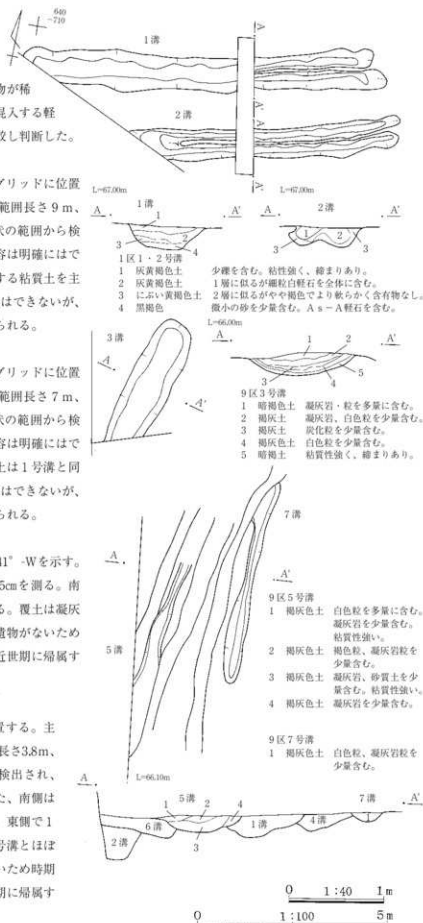 640
-710
1溝
A
A'
物が稀
混入する軽
較し判断した。
2溝
グリッドに位置
範囲長さ9m、
状の範囲から検
容は明確にはで
する粘質土を主
はできないが、
られる。
L=67.00m
L=67.00m
A 1溝 A'
A 2溝 A'
1区1・2号溝
1 灰黄褐色土 少礫を含む。粘性強く、締まりあり。
2 灰黄褐色土 1層に似るが細粒白軽石を全体に含む。
3 にぶい黄褐色土 2層に似るがやや褐色でより軟らかく含有物なし。
4 黒褐色 微小の砂を少量含む。As-A軽石を含む。
3溝
A
A'
L=66.00m
A
A'
グリッドに位置
範囲長さ7m、
状の範囲から検
容は明確にはで
土は1号溝と同
はできないが、
られる。
9区3号溝
1 暗褐色土 凝灰岩・粒を多量に含む。
2 褐灰土 凝灰岩、白色粒を少量含む。
3 褐灰土 炭化粒を少量含む。
4 褐灰色土 白色粒を少量含む。
5 暗褐土 粘質性強く、締まりあり。
41°-Wを示す。
5㎝を測る。南
る。覆土は凝灰
遺物がないため
近世期に帰属す
7溝
A
A'
5溝
9区5号溝
1 褐灰色土 白色粒を多量に含む。
凝灰岩を少量含む。
粘質性強い。
2 褐灰色土 褐色粒、凝灰岩粒を
少量含む。
3 褐灰色土 凝灰岩、砂質土を少
量含む。粘質性強い。
4 褐灰色土 凝灰岩を少量含む。
9区7号溝
1 褐灰色土 白色粒、凝灰岩粒を
少量含む。
置する。主
長さ3.8m、
検出され、
た、南側は
東側で1
号溝とほぼ
いため時期
期に帰属す
L=66.10m
A
A'
5溝
7溝
1 2 4
6溝 1溝 4溝
2溝 3
0 1:40 1m
0 1:100 5m